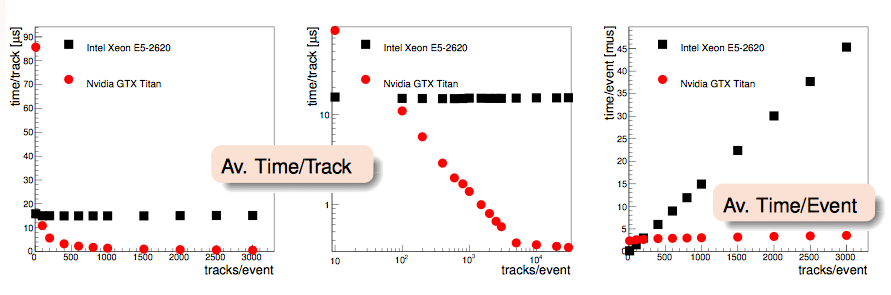 time/track [µs]
90
80
70
60
50
40
30
20
10
0
Intel Xeon E5-2620
Nvidia GTX Titan
0 500 1000 1500 2000 2500 3000
tracks/event
time/track [µs]
10
1
Intel Xeon E5-2620
Nvidia GTX Titan
10 10² 10³ 10⁴
tracks/event
Av. Time/Track
time/event [mus]
45
40
35
30
25
20
15
10
5
0
Intel Xeon E5-2620
Nvidia GTX Titan
0 500 1000 1500 2000 2500 3000
tracks/event
Av. Time/Event